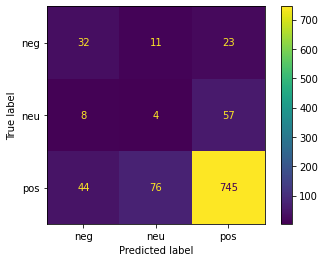 neg 32 11 23
neu 8 4 57
pos 44 76 745
neg neu pos
Predicted label
True label
700
600
500
400
300
200
100